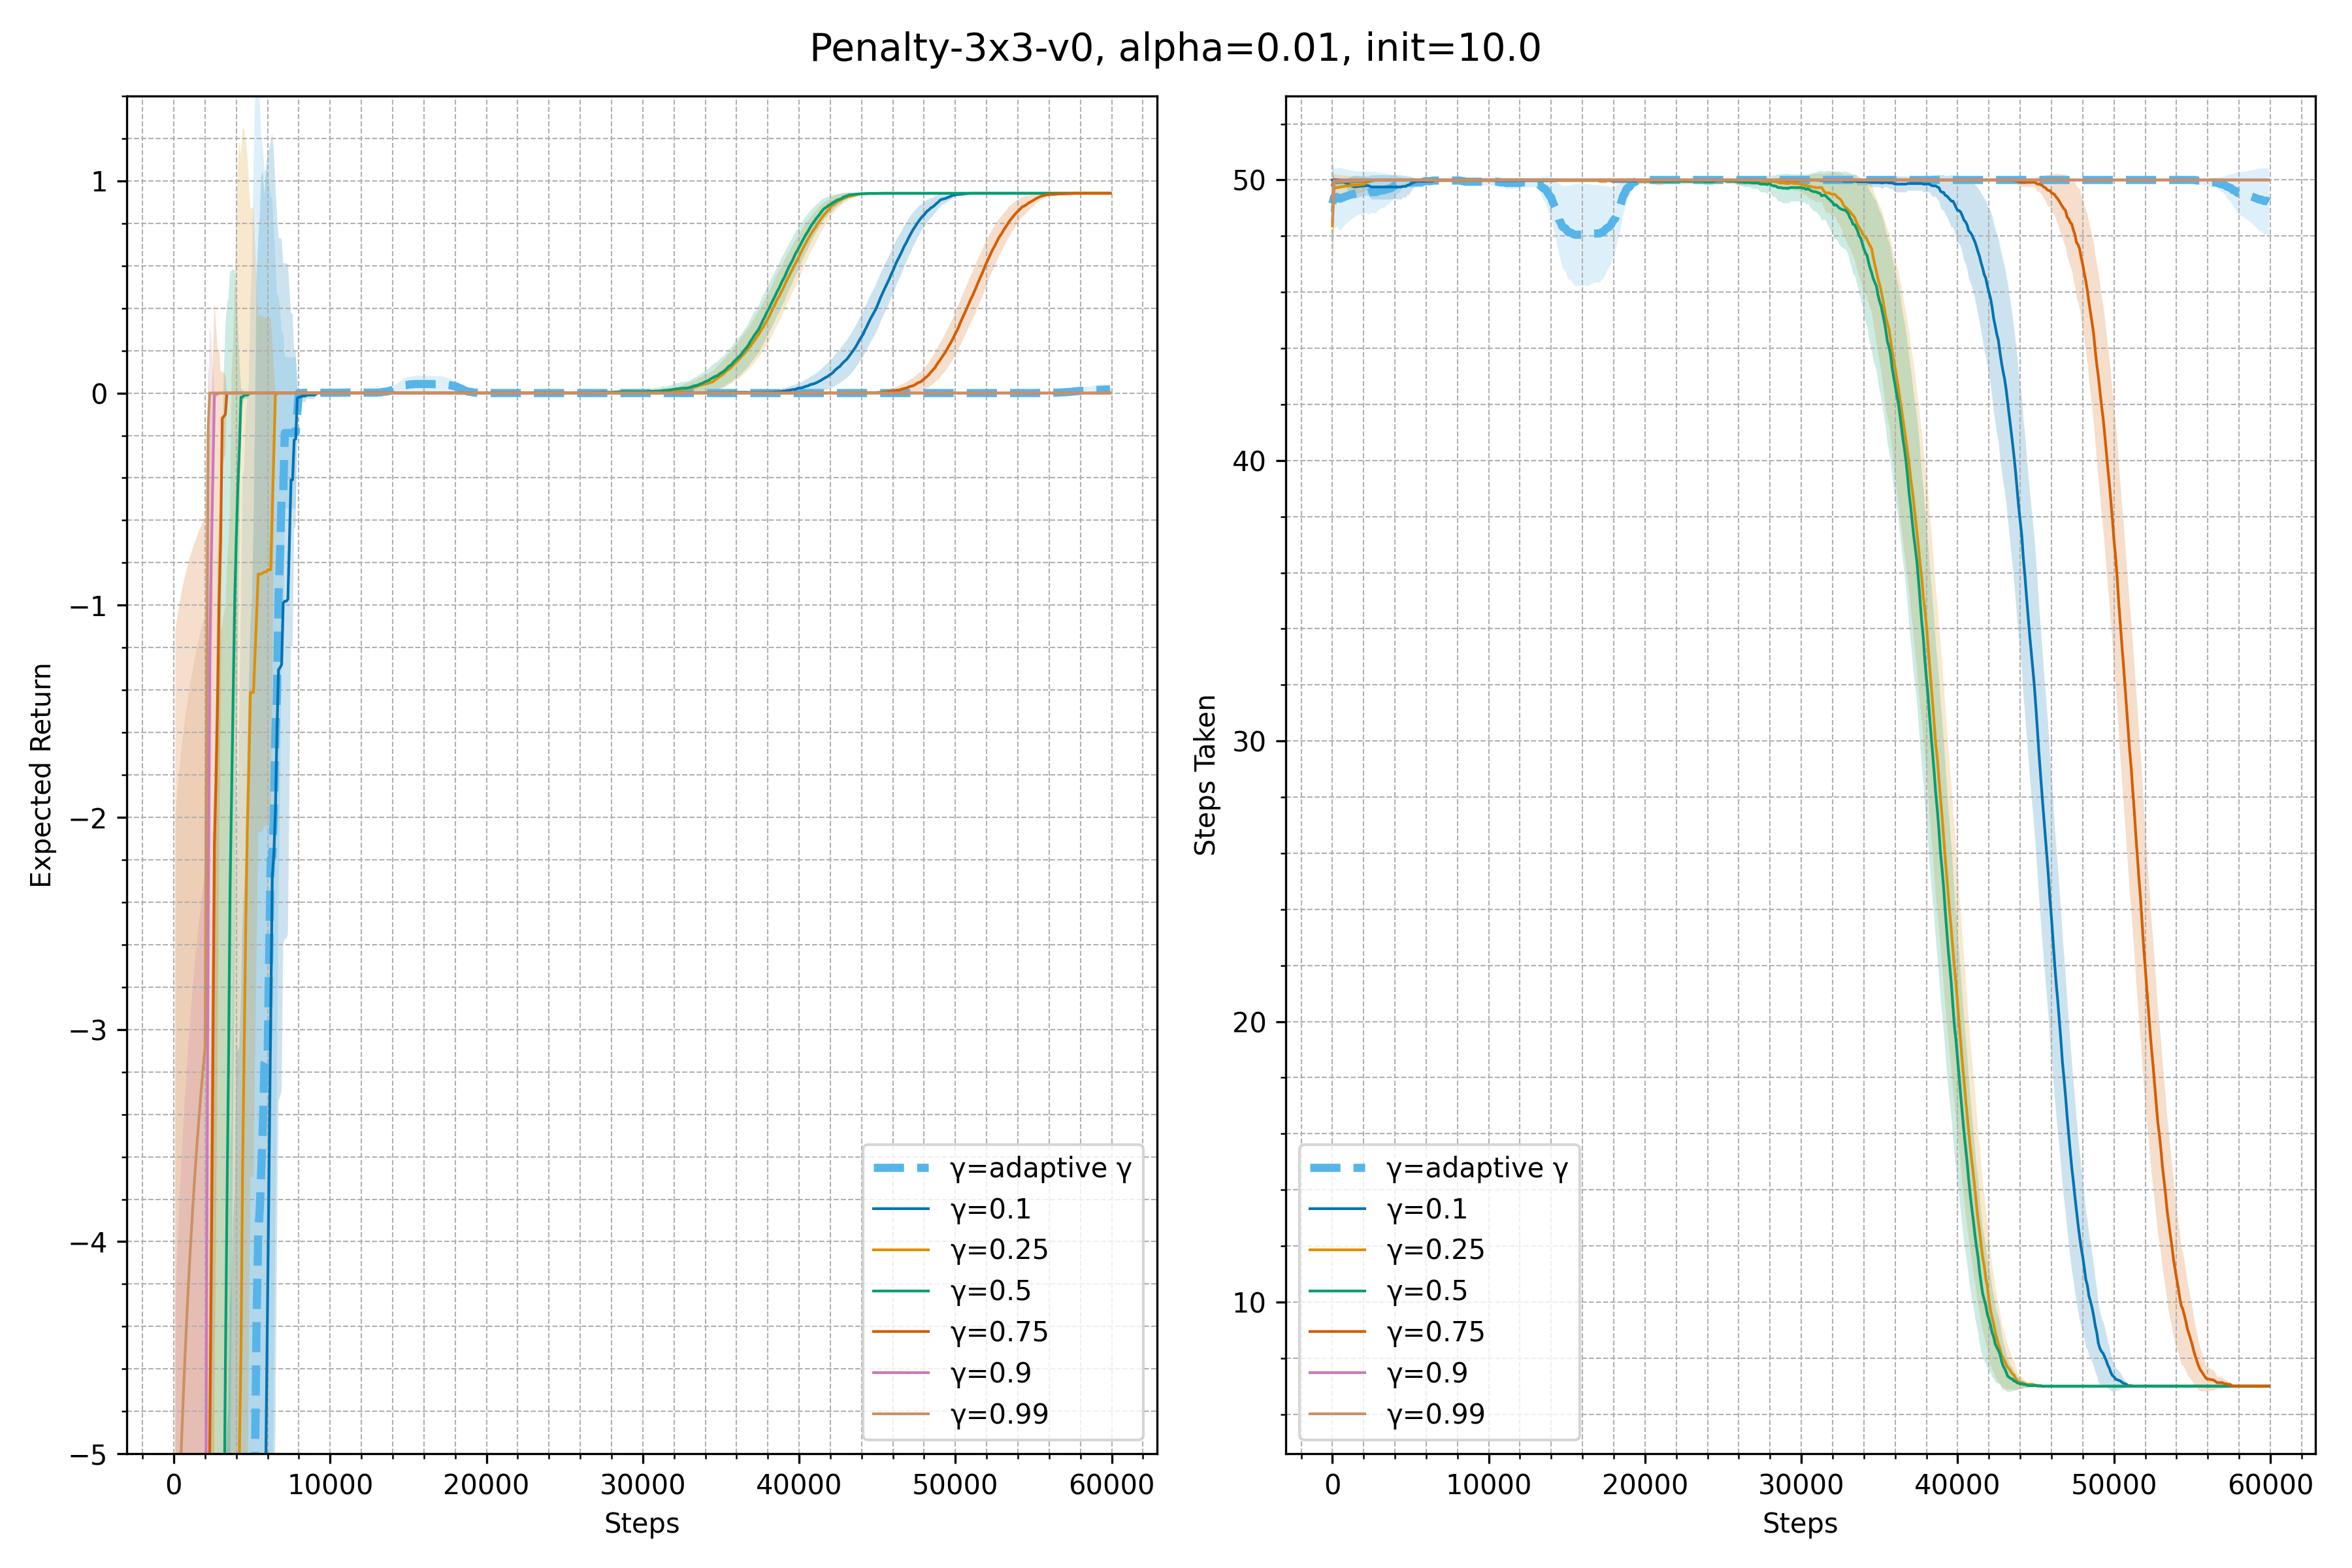 Penalty-3x3-v0, alpha=0.01, init=10.0
Expected Return
1
0
−1
−2
−3
−4
−5
0 10000 20000 30000 40000 50000 60000
Steps
γ=adaptive γ
γ=0.1
γ=0.25
γ=0.5
γ=0.75
γ=0.9
γ=0.99
Steps Taken
50
40
30
20
10
0 10000 20000 30000 40000 50000 60000
Steps
γ=adaptive γ
γ=0.1
γ=0.25
γ=0.5
γ=0.75
γ=0.9
γ=0.99